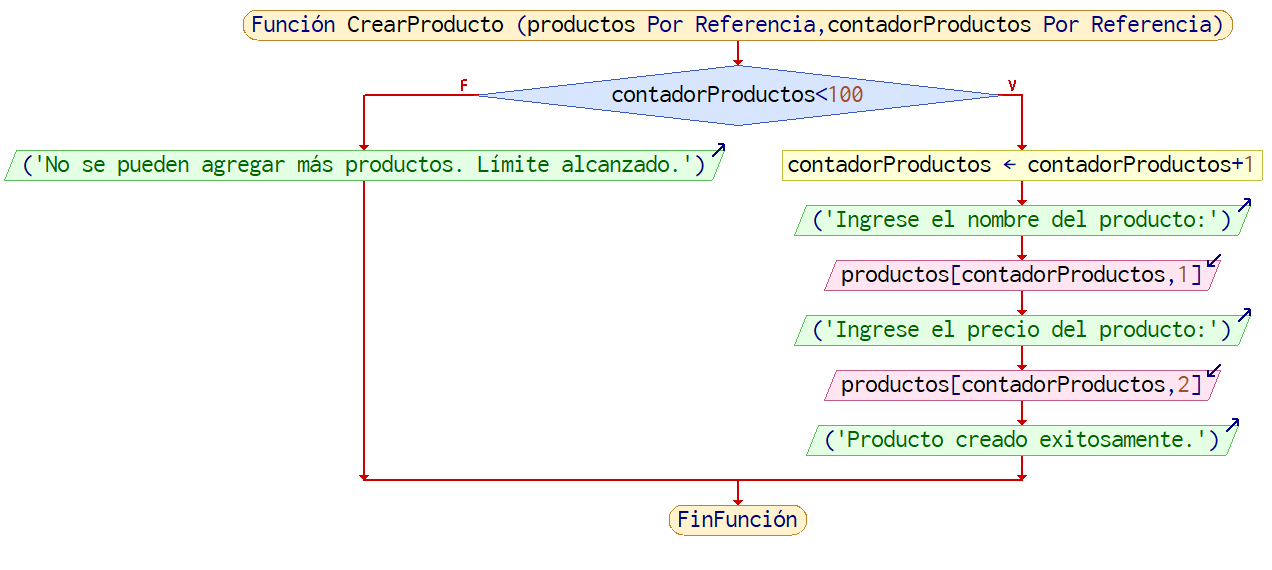 Función CrearProducto (productos Por Referencia,contadorProductos Por Referencia)
F
V
contadorProductos<100
('No se pueden agregar más productos. Límite alcanzado.')
contadorProductos ← contadorProductos+1
('Ingrese el nombre del producto:')
productos[contadorProductos,1]
('Ingrese el precio del producto:')
productos[contadorProductos,2]
('Producto creado exitosamente.')
FinFunción